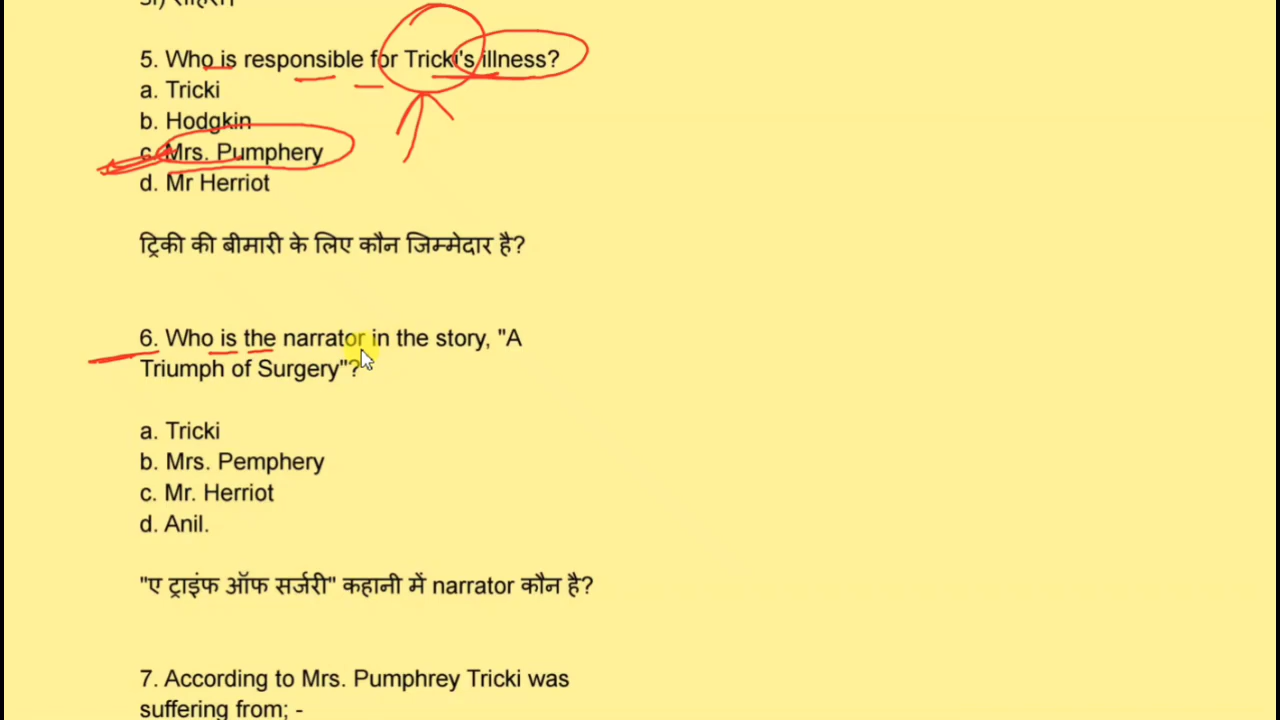 5. Who is responsible for Tricki's illness?
a. Tricki
b. Hodgkin
c. Mrs. Pumphery
d. Mr Herriot
ट्रिकी की बीमारी के लिए कौन जिम्मेदार है?
6. Who is the narrator in the story, "A
Triumph of Surgery"?
a. Tricki
b. Mrs. Pemphery
c. Mr. Herriot
d. Anil.
"ए ट्राइंफ ऑफ सर्जरी" कहानी में narrator कौन है?
7. According to Mrs. Pumphrey Tricki was
suffering from; -